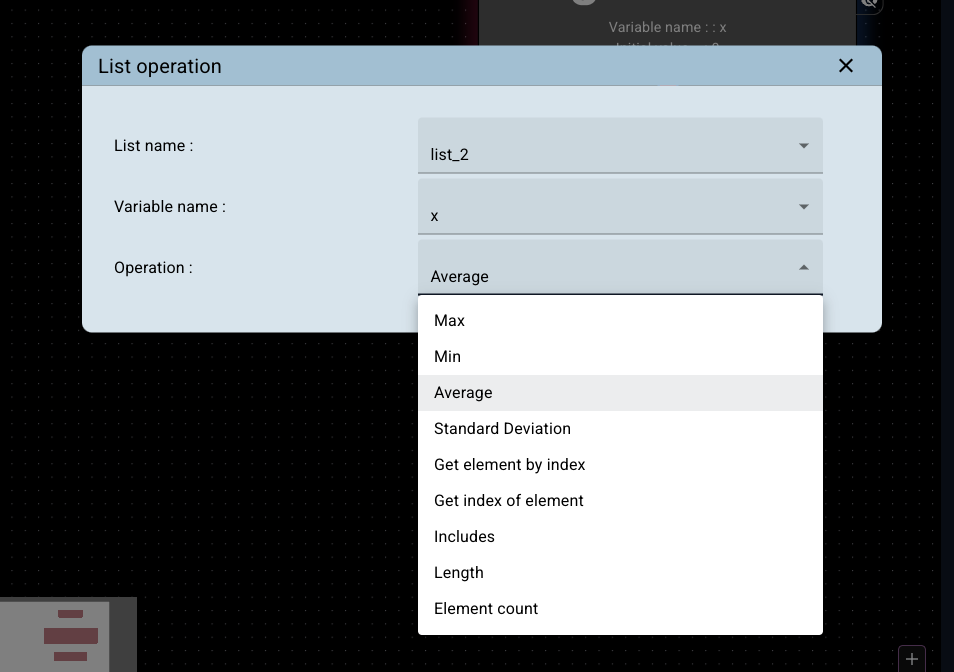 Variable name : : x
List operation
List name :
list_2
Variable name :
x
Operation :
Average
Max
Min
Average
Standard Deviation
Get element by index
Get index of element
Includes
Length
Element count